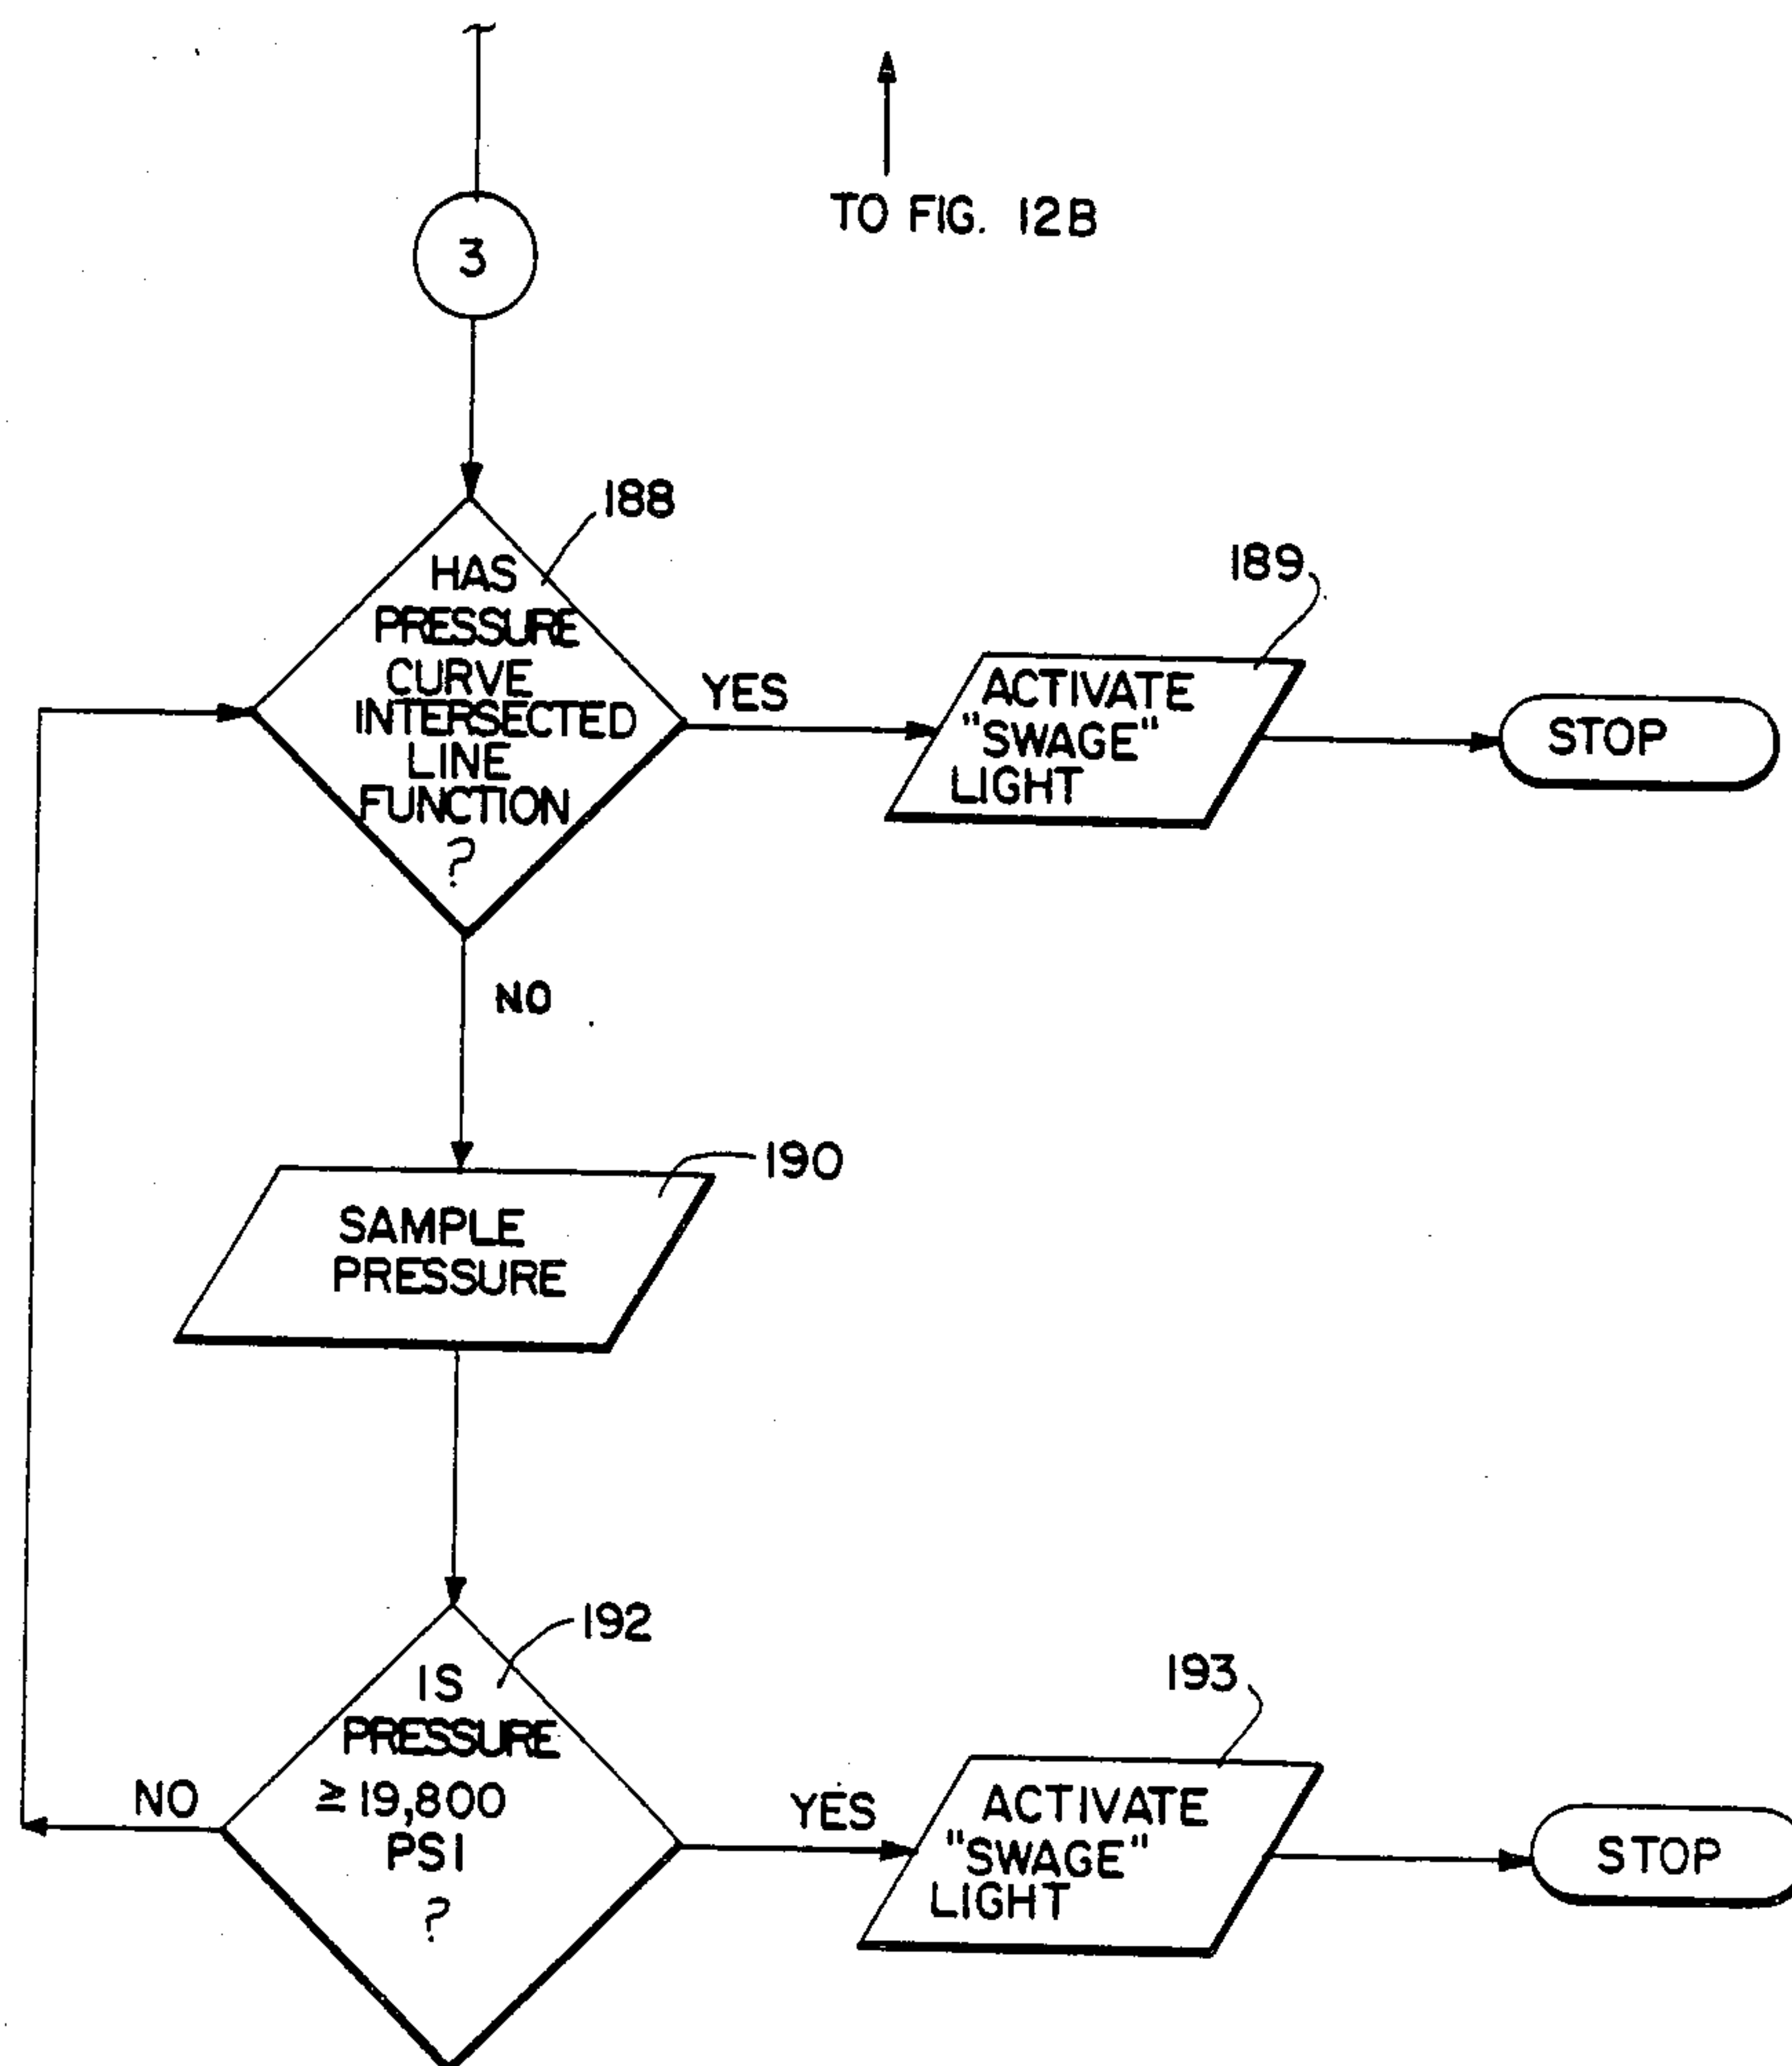 TO FIG. 12B
3
188
HAS
PRESSURE
CURVE
INTERSECTED
LINE
FUNCTION
?
YES
189
ACTIVATE
"SWAGE"
LIGHT
STOP
NO
190
SAMPLE
PRESSURE
192
IS
PRESSURE
≥19,800
PSI
?
NO
YES
193
ACTIVATE
"SWAGE"
LIGHT
STOP